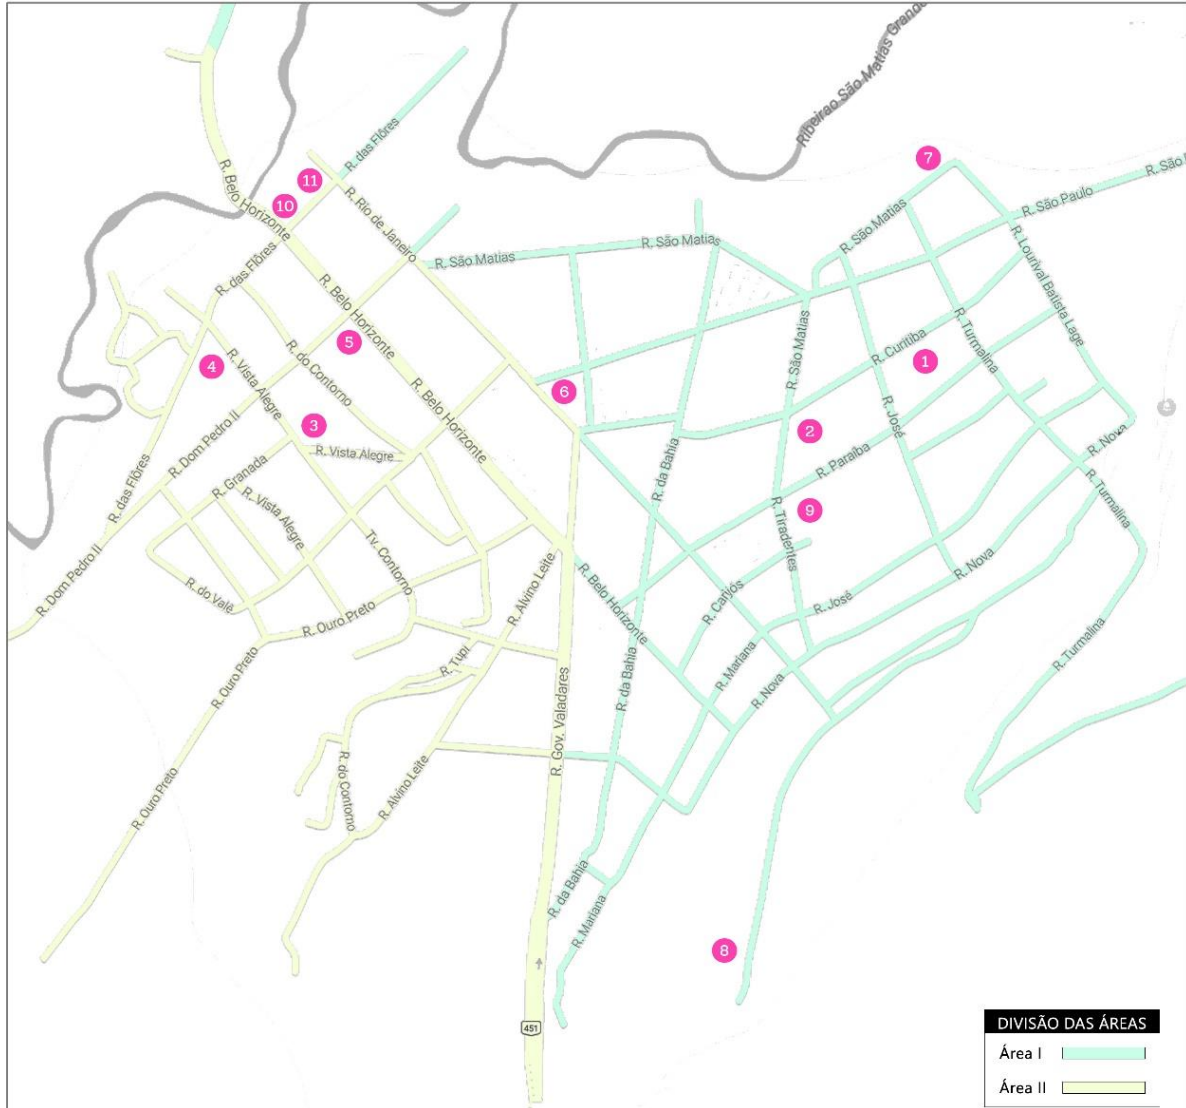 Ribeirao São Matias Grande
R. das Flôres
7
R. São P
11
R. Belo Horizonte
10
R. Rio de Janeiro
R. São Paulo
R. São Matias
R. São Matias
R. São Matias
R. Lourival Batista Lage
R. das Flôres
R. Belo Horizonte
R. Turmalina
5
R. Curitiba
1
4
R. Vista Alegre
R. do Contorno
R. São Matias
R. Belo Horizonte
6
3
2
R. José
R. Nova
R. Dom Pedro II
R. Vista Alegre
R. da Bahia
R. Paraiba
R. Granada
R. das Flôres
R. Vista Alegre
9
R. Tiradentes
R. Turmalina
Tv. Contorno
R. Dom Pedro II
R. do Valê
R. Alvino Leite
R. Belo Horizonte
R. Nova
R. Carijós
R. José
R. Ouro Preto
R. Tupi
R. Mariana
R. Turmalina
R. Ouro Preto
R. da Bahia
R. Nova
R. Gov. Valadares
R. Ouro Preto
R. do Contorno
R. Alvino Leite
R. da Bahia
R. Mariana
8
451
DIVISÃO DAS ÁREAS
Área I
Área II